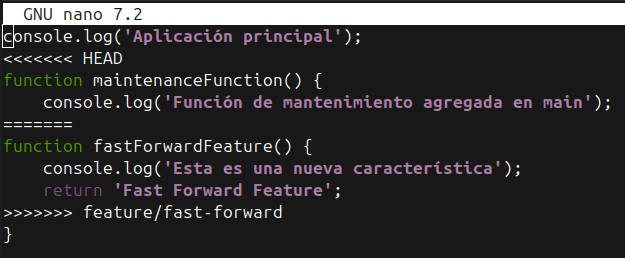 GNU nano 7.2
console.log('Aplicación principal');
<<<<<<< HEAD
function maintenanceFunction() {
    console.log('Función de mantenimiento agregada en main');
=======
function fastForwardFeature() {
    console.log('Esta es una nueva característica');
    return 'Fast Forward Feature';
>>>>>>> feature/fast-forward
}